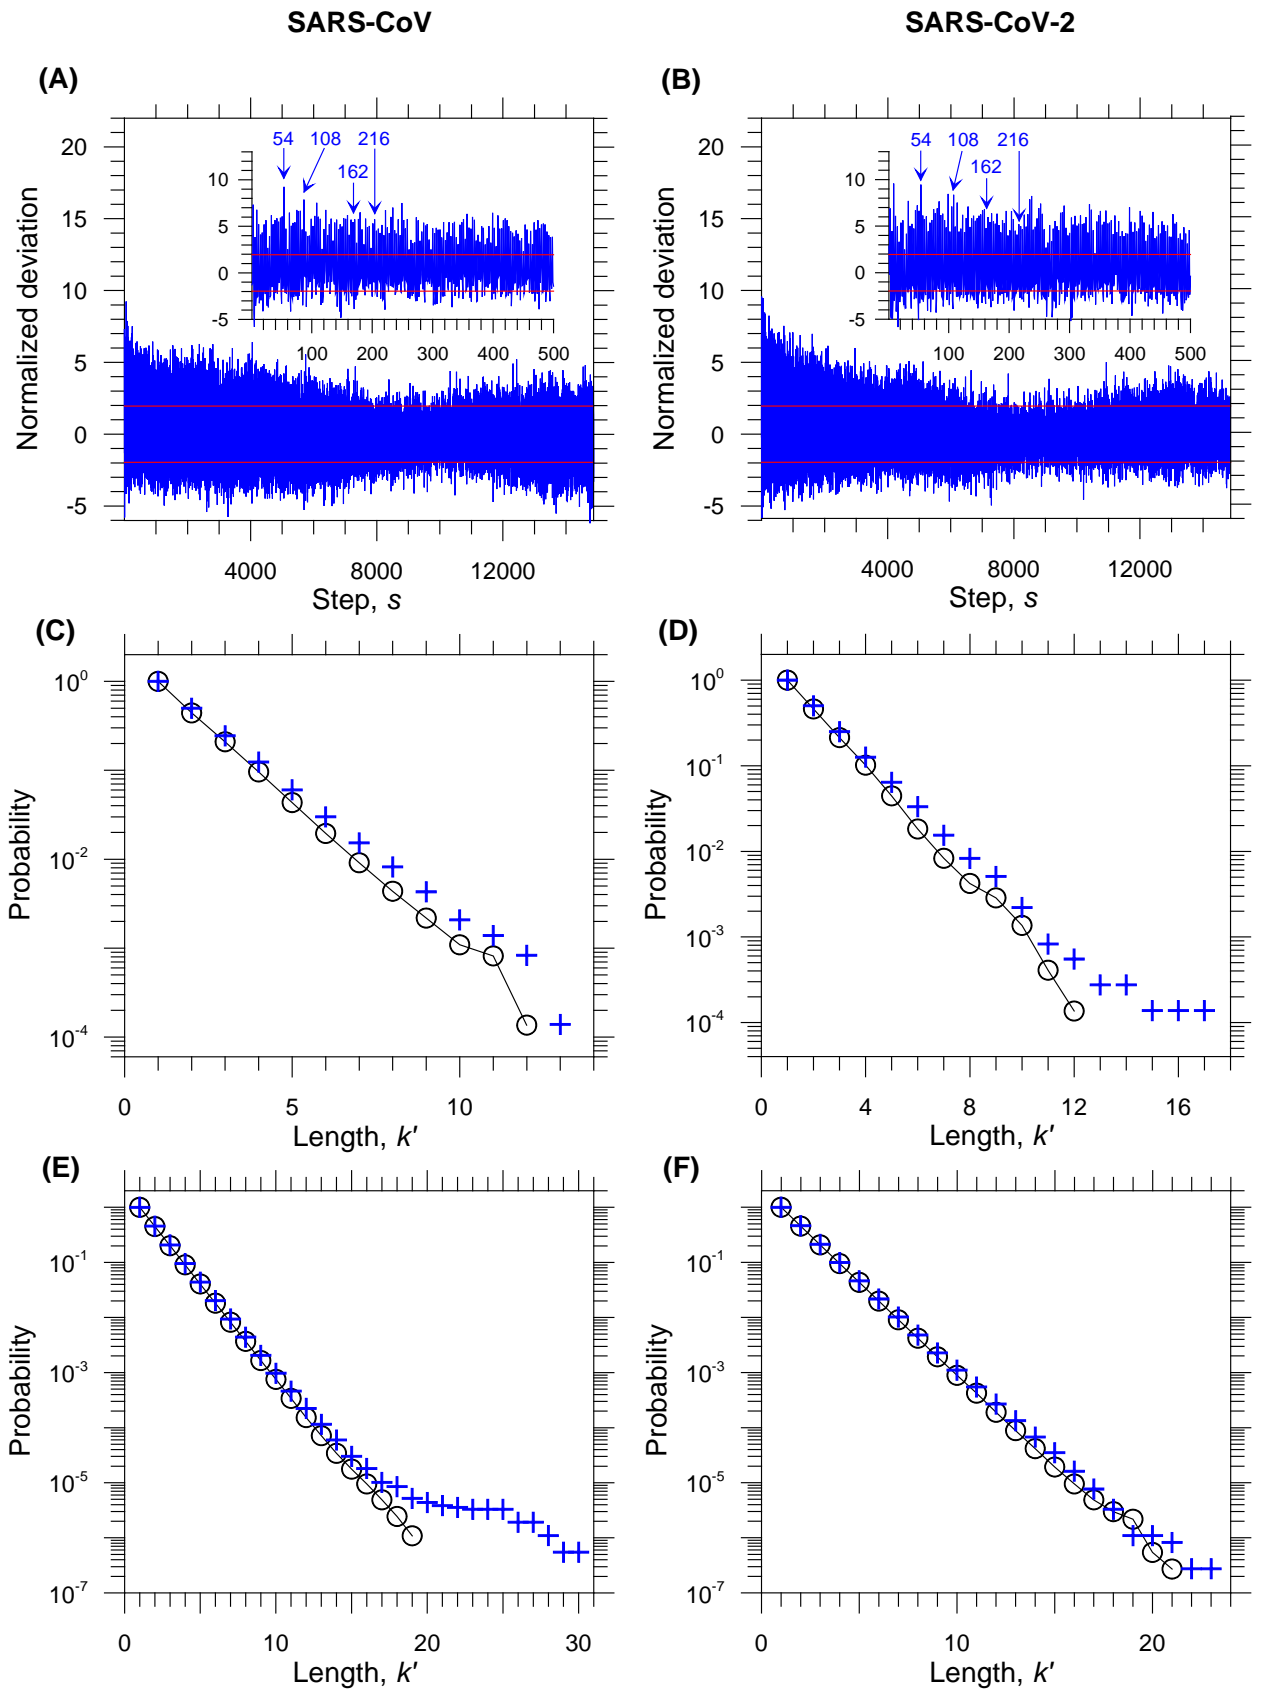 SARS-CoV SARS-CoV-2
(A) (B)
Normalized deviation
20
15
10
5
0
-5
54 108 216
162
10
5
0
-5
100 200 300 400 500
4000 8000 12000
Step, s
Normalized deviation
20
15
10
5
0
-5
54 108 216
162
10
5
0
-5
100 200 300 400 500
4000 8000 12000
Step, s
(C) (D)
Probability
10^0
10^-2
10^-4
0 5 10
Length, k′
Probability
10^0
10^-1
10^-2
10^-3
10^-4
0 4 8 12 16
Length, k′
(E) (F)
Probability
10^-1
10^-3
10^-5
10^-7
0 10 20 30
Length, k′
Probability
10^-1
10^-3
10^-5
10^-7
0 10 20
Length, k′